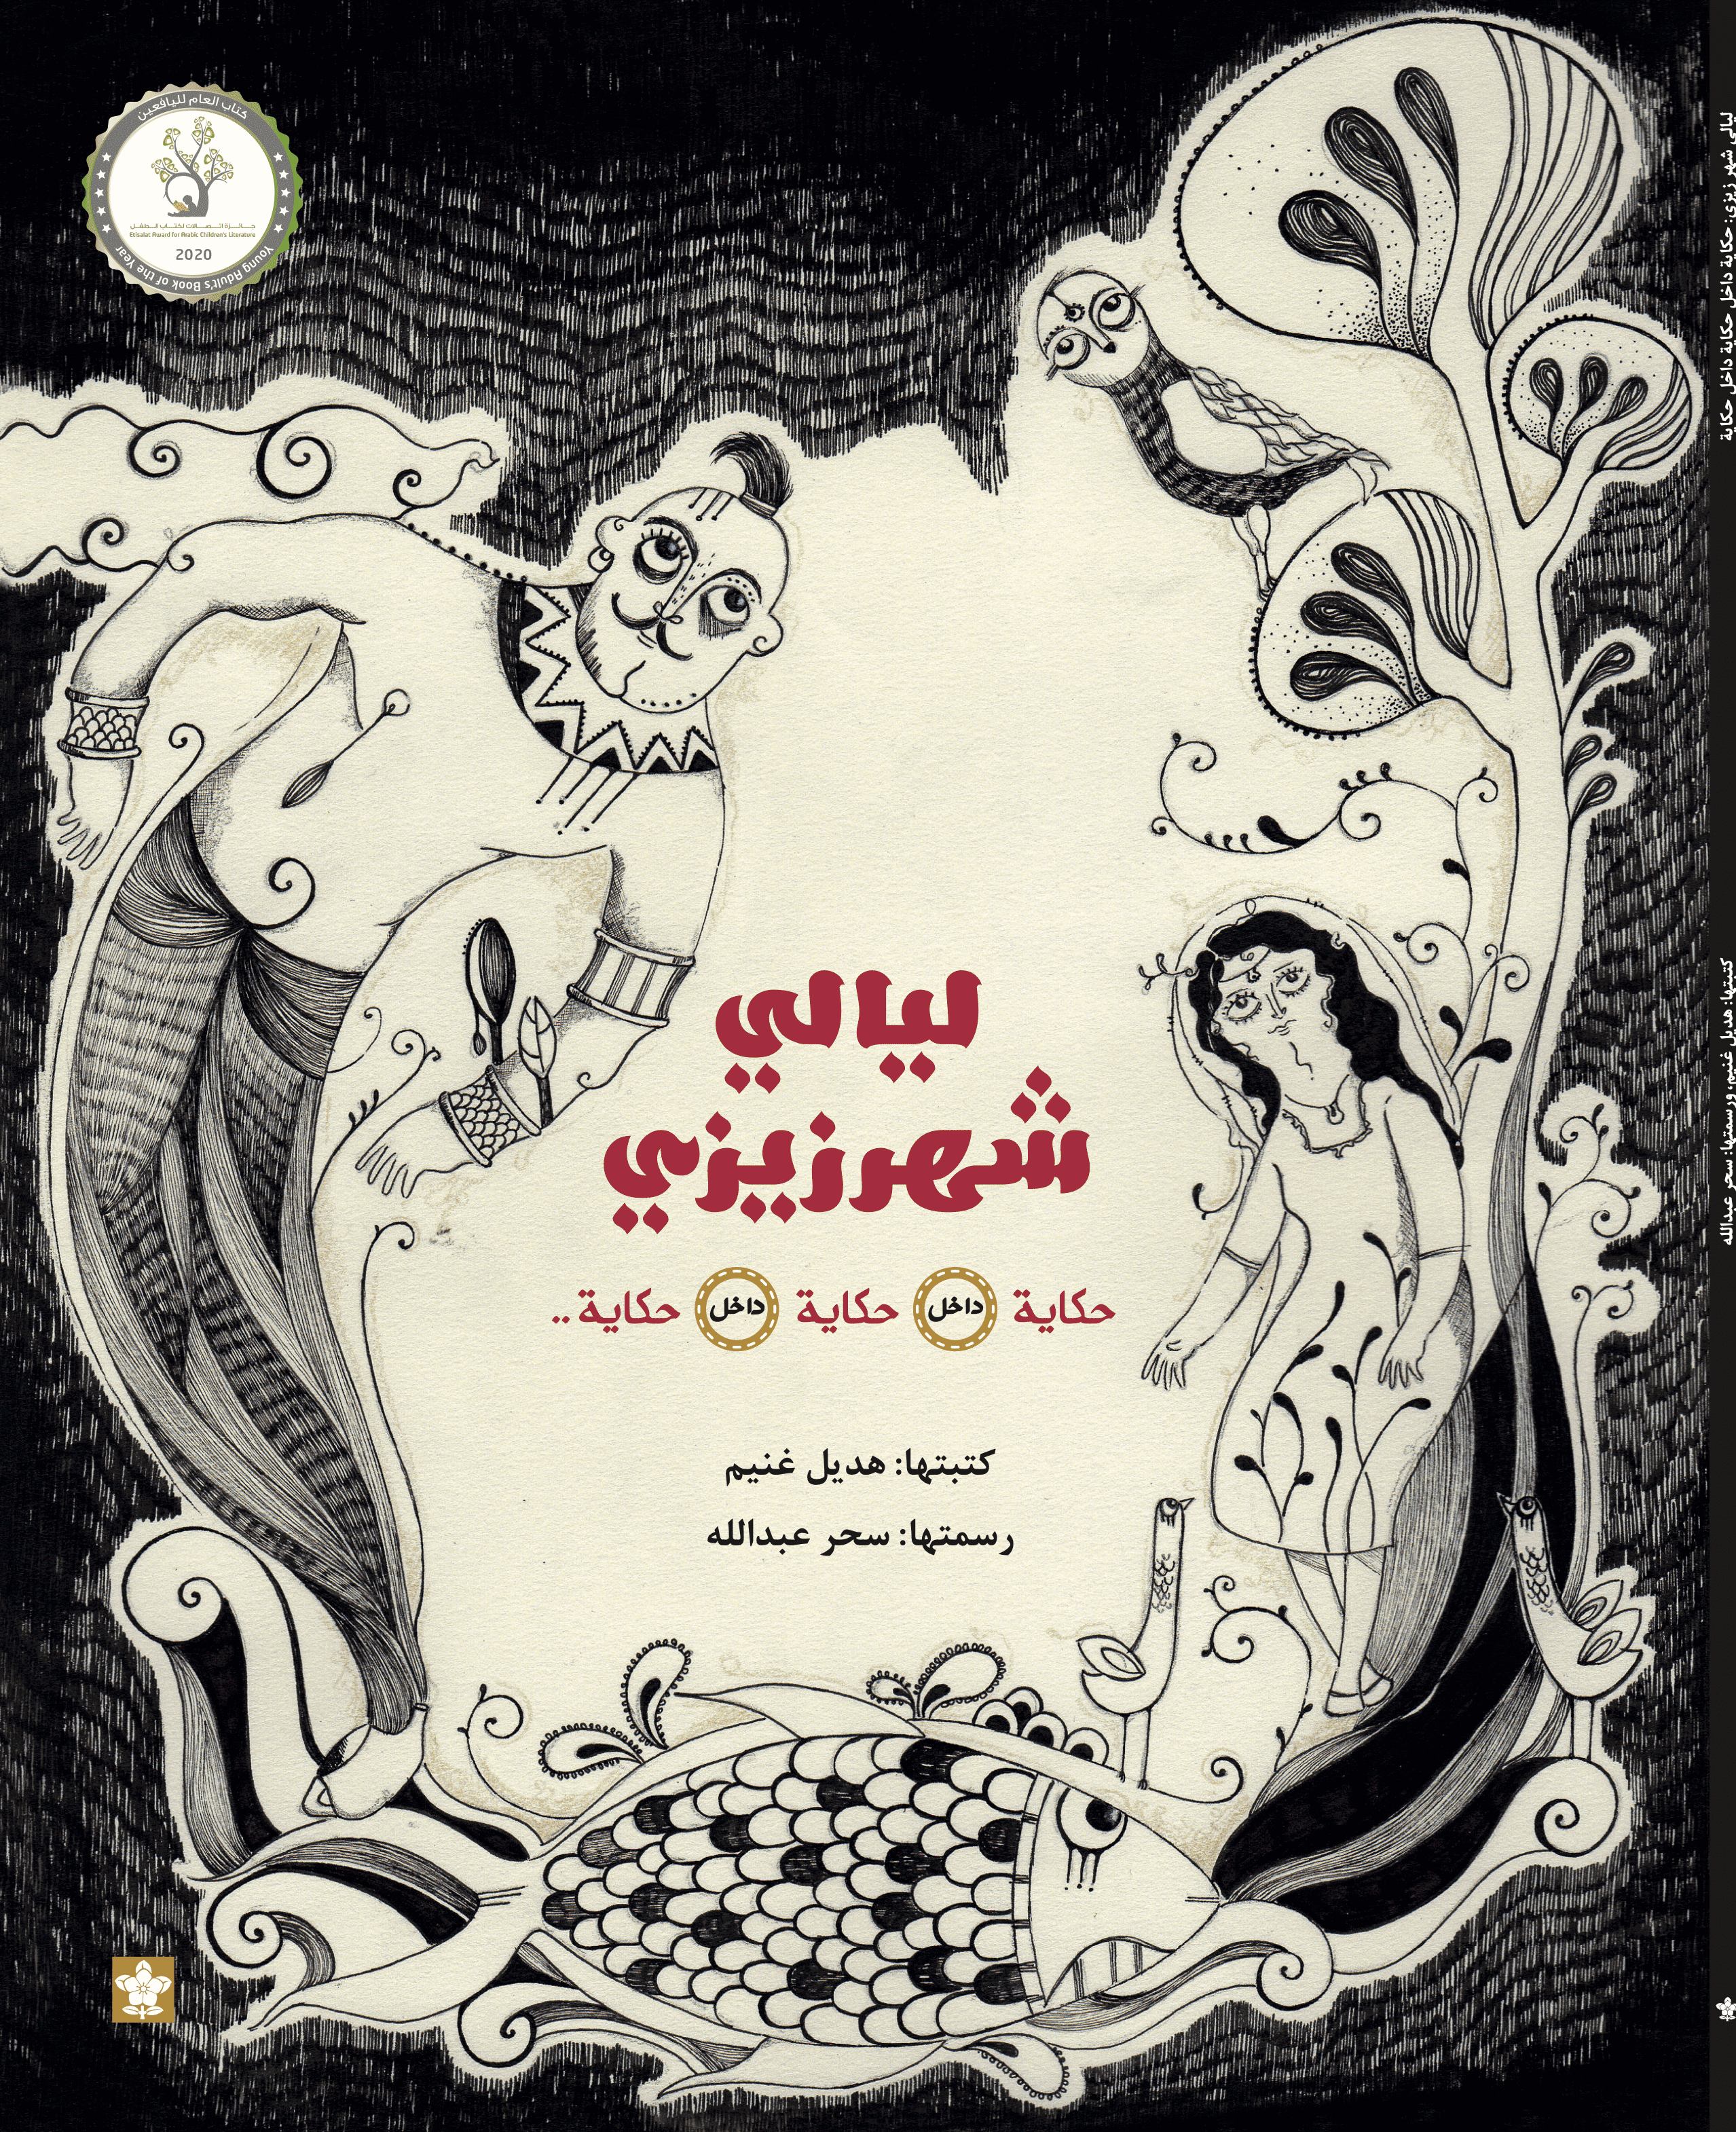 كتاب العام لليافعين
جائزة اتصالات لكتاب الطفل
Etisalat Award for Arabic Children's Literature
2020
Young Adult's Book of the Year
ليالي
شهرزيزي
حكاية داخل حكاية داخل حكاية..
كتبتها: هديل غنيم
رسمتها: سحر عبدالله
ليالي شهرزيزي حكاية داخل حكاية داخل حكاية
كتبتها: هديل غنيم، ورسمتها: سحر عبدالله